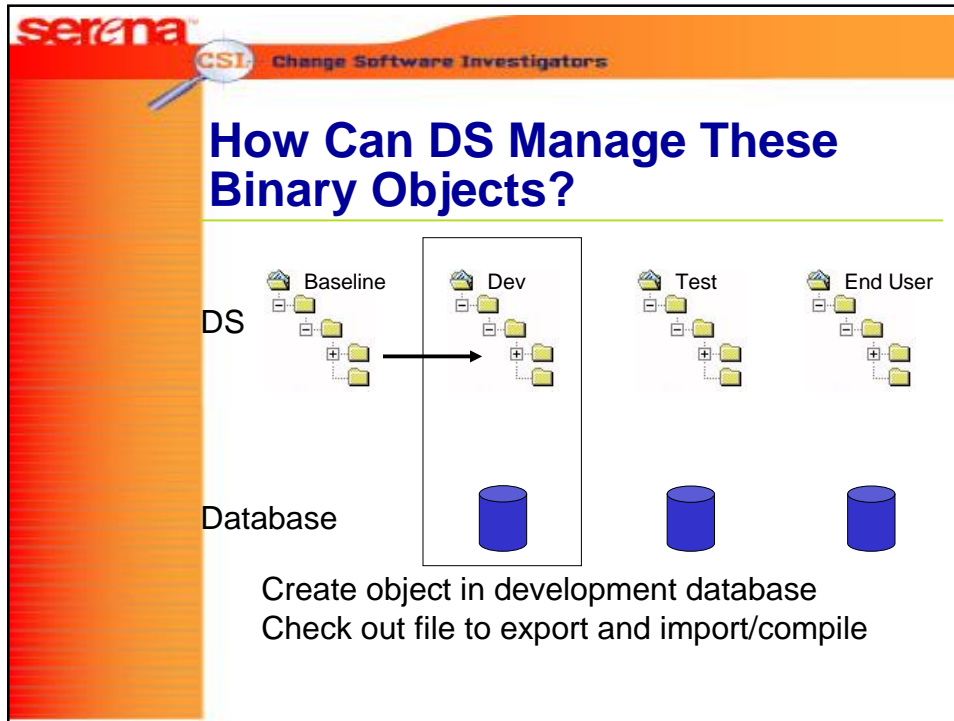 serena™
CSI Change Software Investigators
How Can DS Manage These
Binary Objects?
Baseline Dev Test End User
DS
Database
Create object in development database
Check out file to export and import/compile